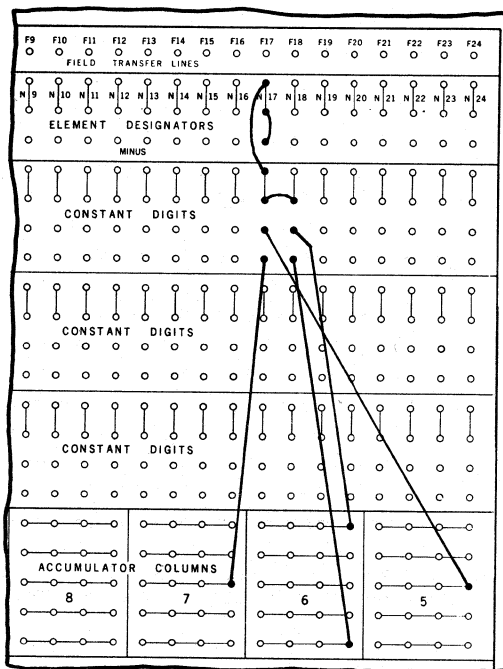 F9 F10 F11 F12 F13 F14 F15 F16 F17 F18 F19 F20 F21 F22 F23 F24
FIELD TRANSFER LINES
N 9 N 10 N 11 N 12 N 13 N 14 N 15 N 16 N 17 N 18 N 19 N 20 N 21 N 22 N 23 N 24
ELEMENT DESIGNATORS
MINUS
CONSTANT DIGITS
CONSTANT DIGITS
CONSTANT DIGITS
ACCUMULATOR COLUMNS
8 7 6 5